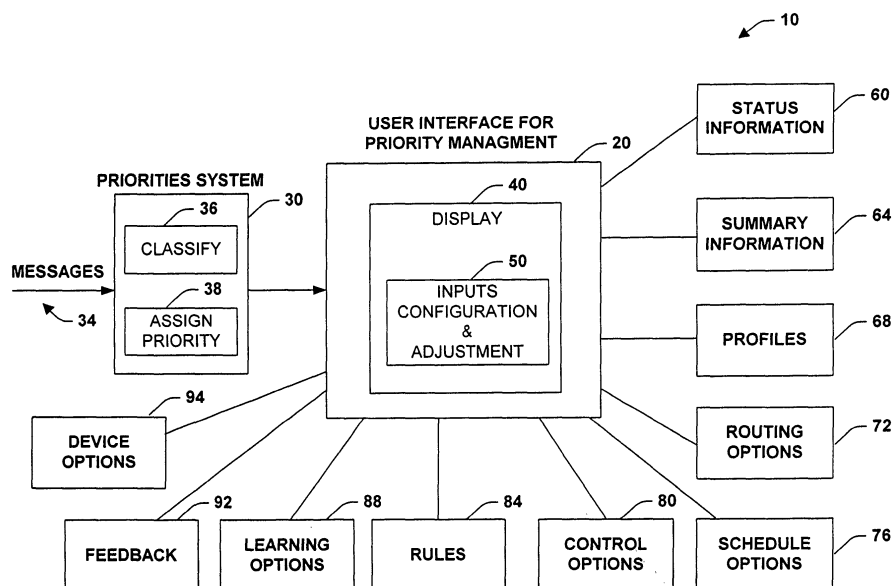 10
STATUS
INFORMATION
60
USER INTERFACE FOR
PRIORITY MANAGMENT
20
PRIORITIES SYSTEM
30
36
CLASSIFY
40
DISPLAY
SUMMARY
INFORMATION
64
MESSAGES
34
38
ASSIGN
PRIORITY
50
INPUTS
CONFIGURATION
&
ADJUSTMENT
PROFILES
68
94
DEVICE
OPTIONS
ROUTING
OPTIONS
72
92
FEEDBACK
88
LEARNING
OPTIONS
84
RULES
80
CONTROL
OPTIONS
SCHEDULE
OPTIONS
76